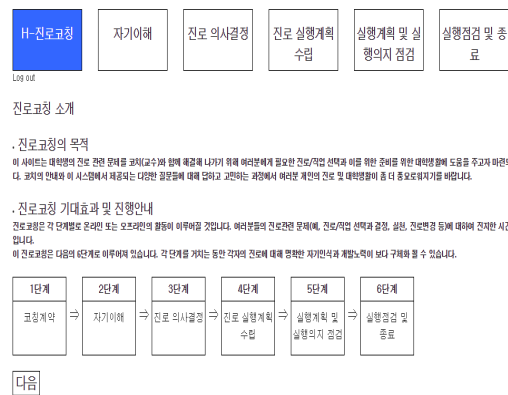 H-진로코칭
자기이해
진로 의사결정
진로 실행계획
수립
실행계획 및 실
행의지 점검
실행점검 및 종
료
Log out
진로코칭 소개
. 진로코칭의 목적
이 사이트는 대학생의 진로 관련 문제를 코치(교수)와 함께 해결해 나가기 위해 여러분에게 필요한 진로/직업 선택과 이를 위한 준비를 위한 대학생활에 도움을 주고자 마련되
다. 코치의 안내와 이 시스템에서 제공되는 다양한 질문들에 대해 답하고 고민하는 과정에서 여러분 개인의 진로 및 대학생활이 좀 더 풍요로워지기를 바랍니다.
. 진로코칭 기대효과 및 진행안내
진로코칭은 각 단계별로 온라인 또는 오프라인의 활동이 이루어질 것입니다. 여러분들의 진로관련 문제(예, 진로/직업 선택과 결정, 실천, 진로변경 등)에 대하여 진지한 시간
입니다.
이 진로코칭은 다음의 6단계로 이루어져 있습니다. 각 단계를 거치는 동안 각자의 진로에 대해 명확한 자기인식과 개발노력이 보다 구체화 될 수 있습니다.
1단계
코칭계약
⇒
2단계
자기이해
⇒
3단계
진로 의사결정
⇒
4단계
진로 실행계획
수립
⇒
5단계
실행계획 및
실행의지 점검
⇒
6단계
실행점검 및
종료
다음